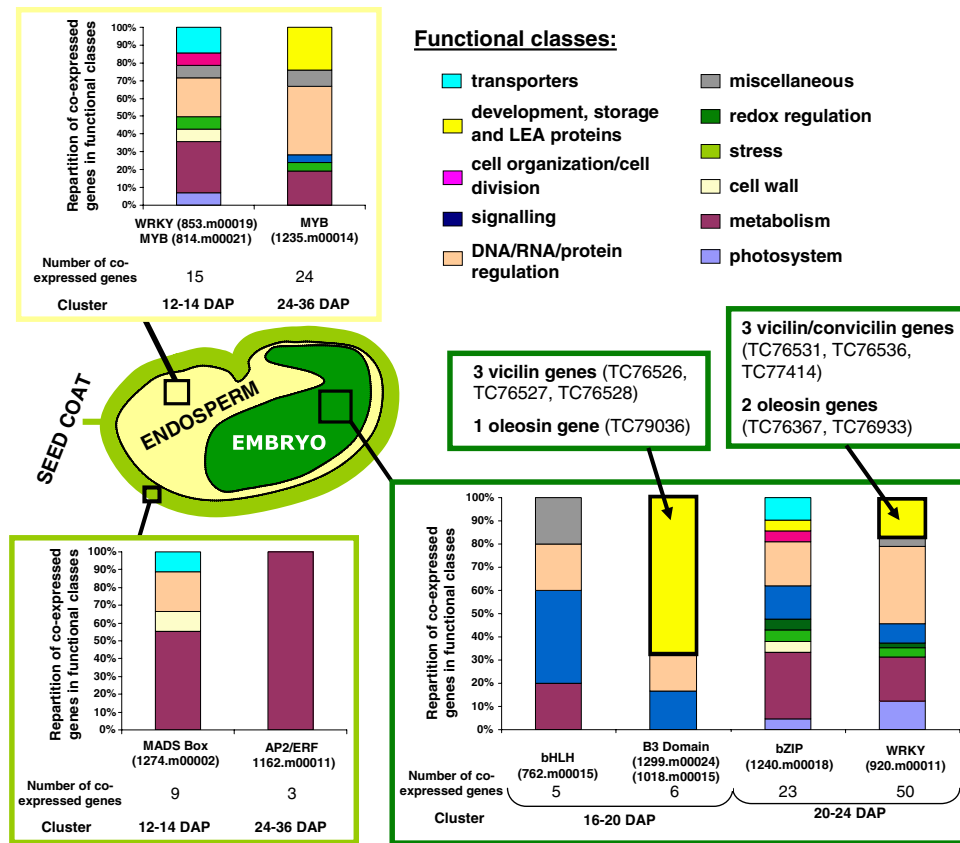 Repartition of co-expressed
genes in functional classes
100%
90%
80%
70%
60%
50%
40%
30%
20%
10%
0%
WRKY (853.m00019)
MYB (814.m00021)
MYB
(1235.m00014)
Number of co-
expressed genes
15
24
Cluster
12-14 DAP
24-36 DAP
Functional classes:
transporters
development, storage
and LEA proteins
cell organization/cell
division
signalling
DNA/RNA/protein
regulation
miscellaneous
redox regulation
stress
cell wall
metabolism
photosystem
SEED COAT
ENDOSPERM
EMBRYO
3 vicilin genes (TC76526,
TC76527, TC76528)
1 oleosin gene (TC79036)
3 vicilin/convicilin genes
(TC76531, TC76536,
TC77414)
2 oleosin genes
(TC76367, TC76933)
Repartition of co-expressed
genes in functional classes
100%
90%
80%
70%
60%
50%
40%
30%
20%
10%
0%
MADS Box
(1274.m00002)
AP2/ERF
1162.m00011)
Number of co-
expressed genes
9
3
Cluster
12-14 DAP
24-36 DAP
Repartition of co-expressed
genes in functional classes
100%
90%
80%
70%
60%
50%
40%
30%
20%
10%
0%
bHLH
(762.m00015)
B3 Domain
(1299.m00024)
(1018.m00015)
bZIP
(1240.m00018)
WRKY
(920.m00011)
Number of co-
expressed genes
5
6
23
50
Cluster
16-20 DAP
20-24 DAP